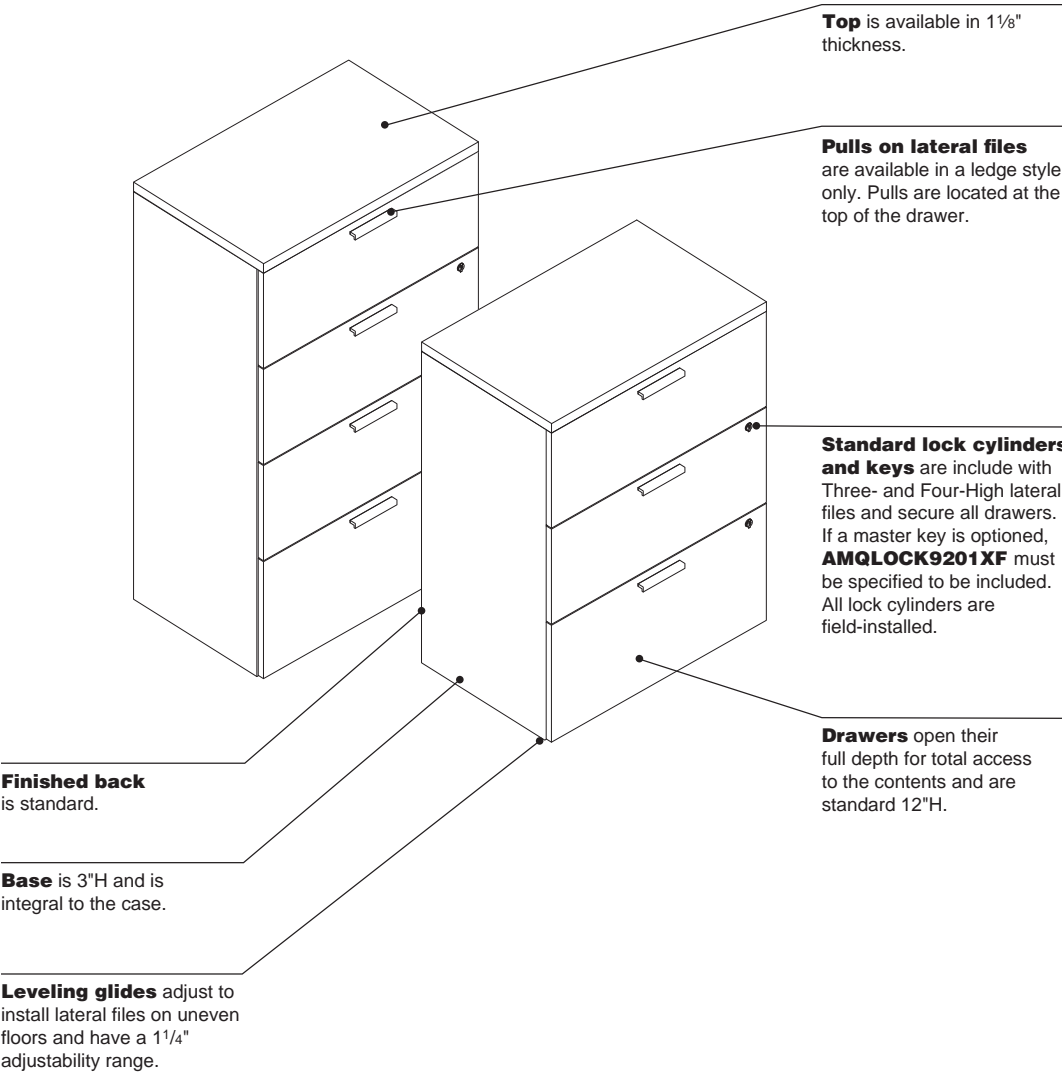 Top is available in 1⅛"
thickness.
Pulls on lateral files
are available in a ledge style
only. Pulls are located at the
top of the drawer.
Standard lock cylinders
and keys are include with
Three- and Four-High lateral
files and secure all drawers.
If a master key is optioned,
AMQLOCK9201XF must
be specified to be included.
All lock cylinders are
field-installed.
Drawers open their
full depth for total access
to the contents and are
standard 12"H.
Finished back
is standard.
Base is 3"H and is
integral to the case.
Leveling glides adjust to
install lateral files on uneven
floors and have a 11/4"
adjustability range.